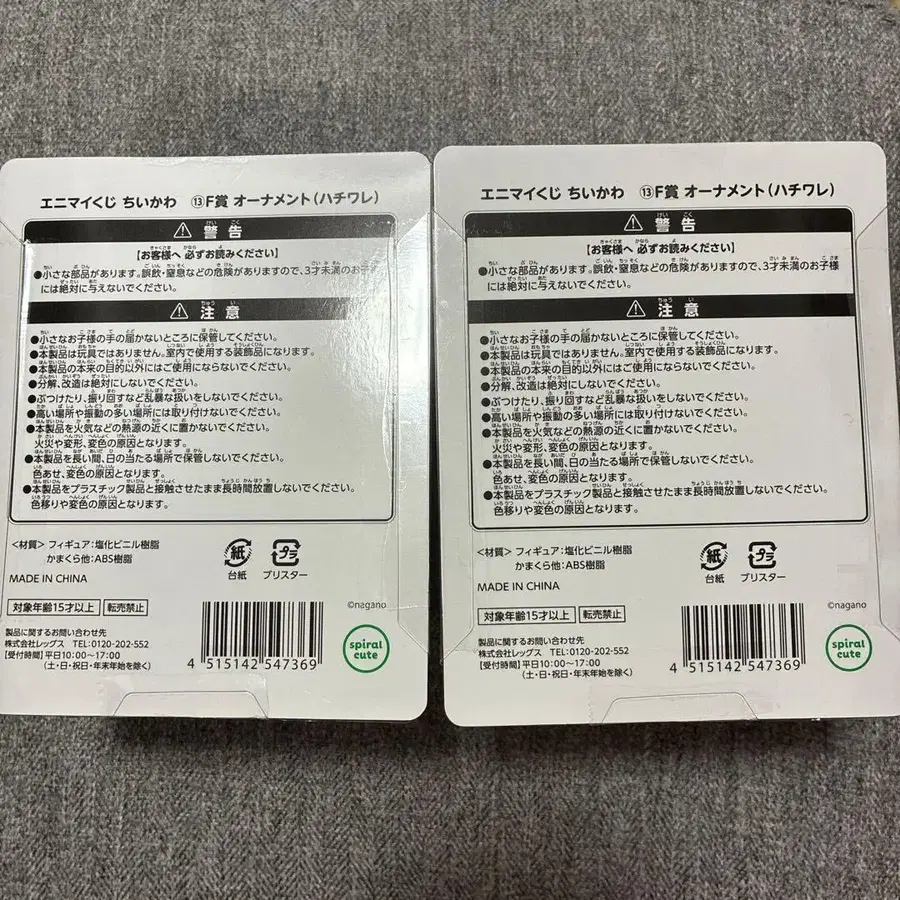 エニマイくじ ちいかわ ⑬F賞 オーナメント(ハチワレ)
⚠ 警告
【お客様へ 必ずお読みください】
●小さな部品があります。誤飲・窒息などの危険がありますので、3才未満のお子様
には絶対に与えないでください。
⚠ 注意
●小さなお子様の手の届かないところに保管してください。
●本製品は玩具ではありません。室内で使用する装飾品になります。
●本製品の本来の目的以外にはご使用にならないでください。
●分解、改造は絶対にしないでください。
●ぶつけたり、振り回すなど乱暴な扱いをしないでください。
●高い場所や振動の多い場所には取り付けないでください。
●本製品を火気などの熱源の近くに置かないでください。
火災や変形、変色の原因となります。
●本製品を長い間、日の当たる場所で保管しないでください。
色あせ、変色の原因となります。
●本製品をプラスチック製品と接触させたまま長時間放置しないでください。
色移りや変色の原因となります。
<材質> フィギュア:塩化ビニル樹脂
かまくら他:ABS樹脂
MADE IN CHINA
紙
台紙
プラ
ブリスター
対象年齢15才以上 転売禁止
©nagano
製品に関するお問い合わせ先
株式会社レッグス TEL:0120-202-552
【受付時間】平日10:00〜17:00
(土・日・祝日・年末年始を除く)
4 515142 547369
spiral
cute
エニマイくじ ちいかわ ⑬F賞 オーナメント(ハチワレ)
⚠ 警告
【お客様へ 必ずお読みください】
●小さな部品があります。誤飲・窒息などの危険がありますので、3才未満のお子様
には絶対に与えないでください。
⚠ 注意
●小さなお子様の手の届かないところに保管してください。
●本製品は玩具ではありません。室内で使用する装飾品になります。
●本製品の本来の目的以外にはご使用にならないでください。
●分解、改造は絶対にしないでください。
●ぶつけたり、振り回すなど乱暴な扱いをしないでください。
●高い場所や振動の多い場所には取り付けないでください。
●本製品を火気などの熱源の近くに置かないでください。
火災や変形、変色の原因となります。
●本製品を長い間、日の当たる場所で保管しないでください。
色あせ、変色の原因となります。
●本製品をプラスチック製品と接触させたまま長時間放置しないでください。
色移りや変色の原因となります。
<材質> フィギュア:塩化ビニル樹脂
かまくら他:ABS樹脂
MADE IN CHINA
紙
台紙
プラ
ブリスター
対象年齢15才以上 転売禁止
©nagano
製品に関するお問い合わせ先
株式会社レッグス TEL:0120-202-552
【受付時間】平日10:00〜17:00
(土・日・祝日・年末年始を除く)
4 515142 547369
spiral
cute